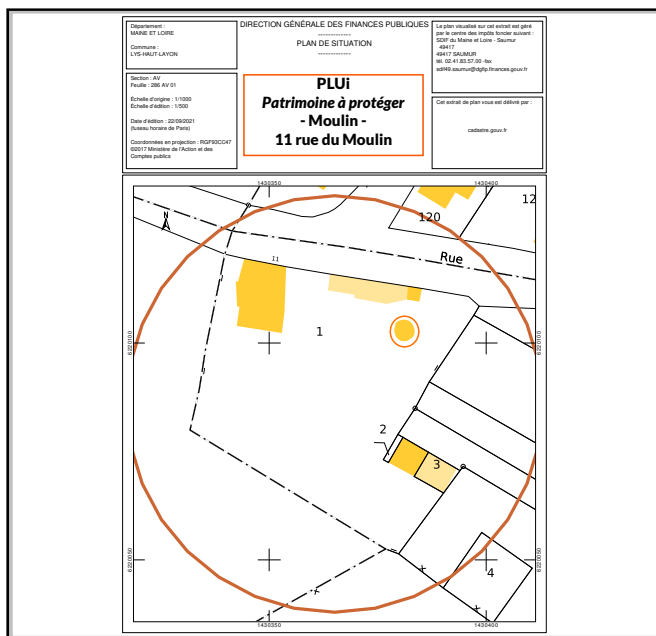 Département :
MAINE ET LOIRE
Commune :
LYS-HAUT-LAYON
Section : AV
Feuille : 286 AV 01
Échelle d'origine : 1/1000
Échelle d'édition : 1/500
Date d'édition : 22/09/2021
(fuseau horaire de Paris)
Coordonnées en projection : RGF93CC47
©2017 Ministère de l'Action et des
Comptes publics
DIRECTION GÉNÉRALE DES FINANCES PUBLIQUES
-------------
PLAN DE SITUATION
-------------
PLUi
Patrimoine à protéger
- Moulin -
11 rue du Moulin
Le plan visualisé sur cet extrait est géré
par le centre des impôts foncier suivant :
SDIF du Maine et Loire - Saumur
49417
49417 SAUMUR
tél. 02.41.83.57.00 -fax
sdif49.saumur@dgfip.finances.gouv.fr
Cet extrait de plan vous est délivré par :
cadastre.gouv.fr
1430350
1430400
N
120
12
Rue
11
1
6220100
6220100
2
3
4
6220050
6220050
1430350
1430400